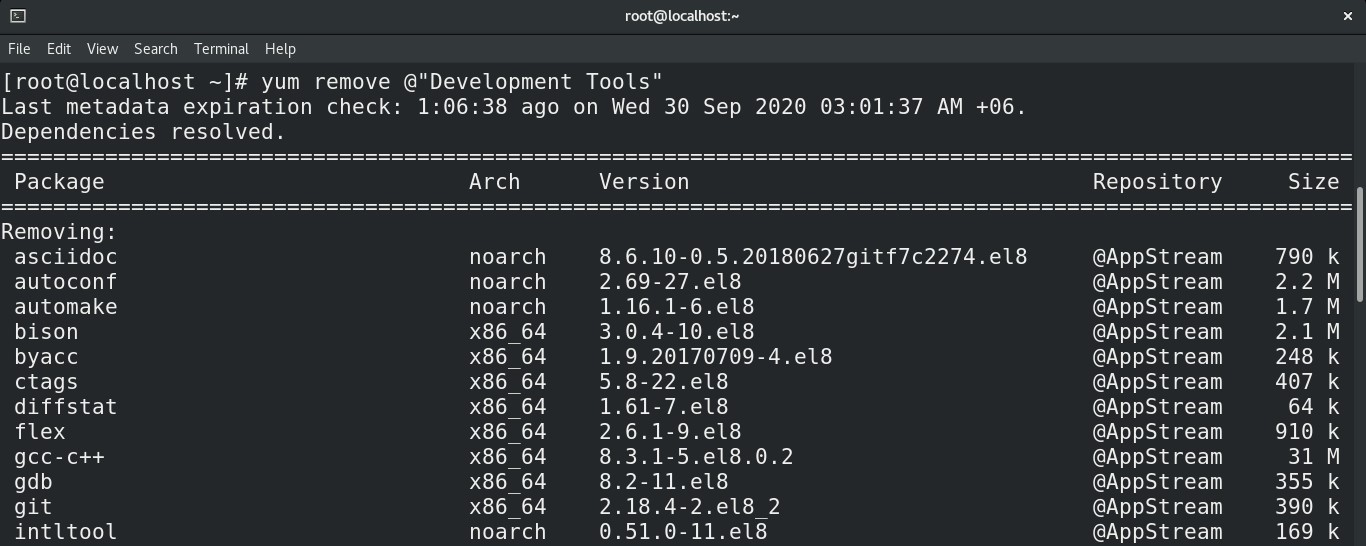 root@localhost:~
File Edit View Search Terminal Help
[root@localhost ~]# yum remove @"Development Tools"
Last metadata expiration check: 1:06:38 ago on Wed 30 Sep 2020 03:01:37 AM +06.
Dependencies resolved.
================================================================================
Package Arch Version Repository Size
================================================================================
Removing:
asciidoc noarch 8.6.10-0.5.20180627gitf7c2274.el8 @AppStream 790 k
autoconf noarch 2.69-27.el8 @AppStream 2.2 M
automake noarch 1.16.1-6.el8 @AppStream 1.7 M
bison x86_64 3.0.4-10.el8 @AppStream 2.1 M
byacc x86_64 1.9.20170709-4.el8 @AppStream 248 k
ctags x86_64 5.8-22.el8 @AppStream 407 k
diffstat x86_64 1.61-7.el8 @AppStream 64 k
flex x86_64 2.6.1-9.el8 @AppStream 910 k
gcc-c++ x86_64 8.3.1-5.el8.0.2 @AppStream 31 M
gdb x86_64 8.2-11.el8 @AppStream 355 k
git x86_64 2.18.4-2.el8_2 @AppStream 390 k
intltool noarch 0.51.0-11.el8 @AppStream 169 k